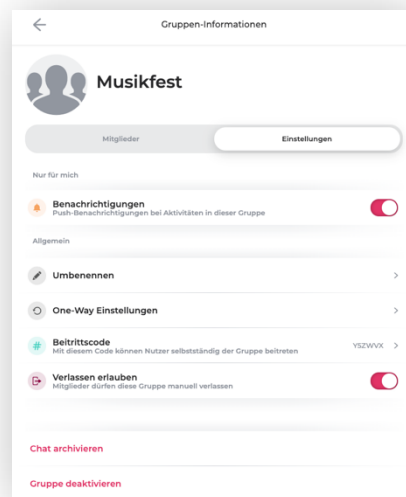 Gruppen-Informationen
Musikfest
Mitglieder
Einstellungen
Nur für mich
Benachrichtigungen
Push-Benachrichtigungen bei Aktivitäten in dieser Gruppe
Allgemein
Umbenennen
One-Way Einstellungen
Beitrittscode
Mit diesem Code können Nutzer selbstständig der Gruppe beitreten
Y5ZWVX
Verlassen erlauben
Mitglieder dürfen diese Gruppe manuell verlassen
Chat archivieren
Gruppe deaktivieren